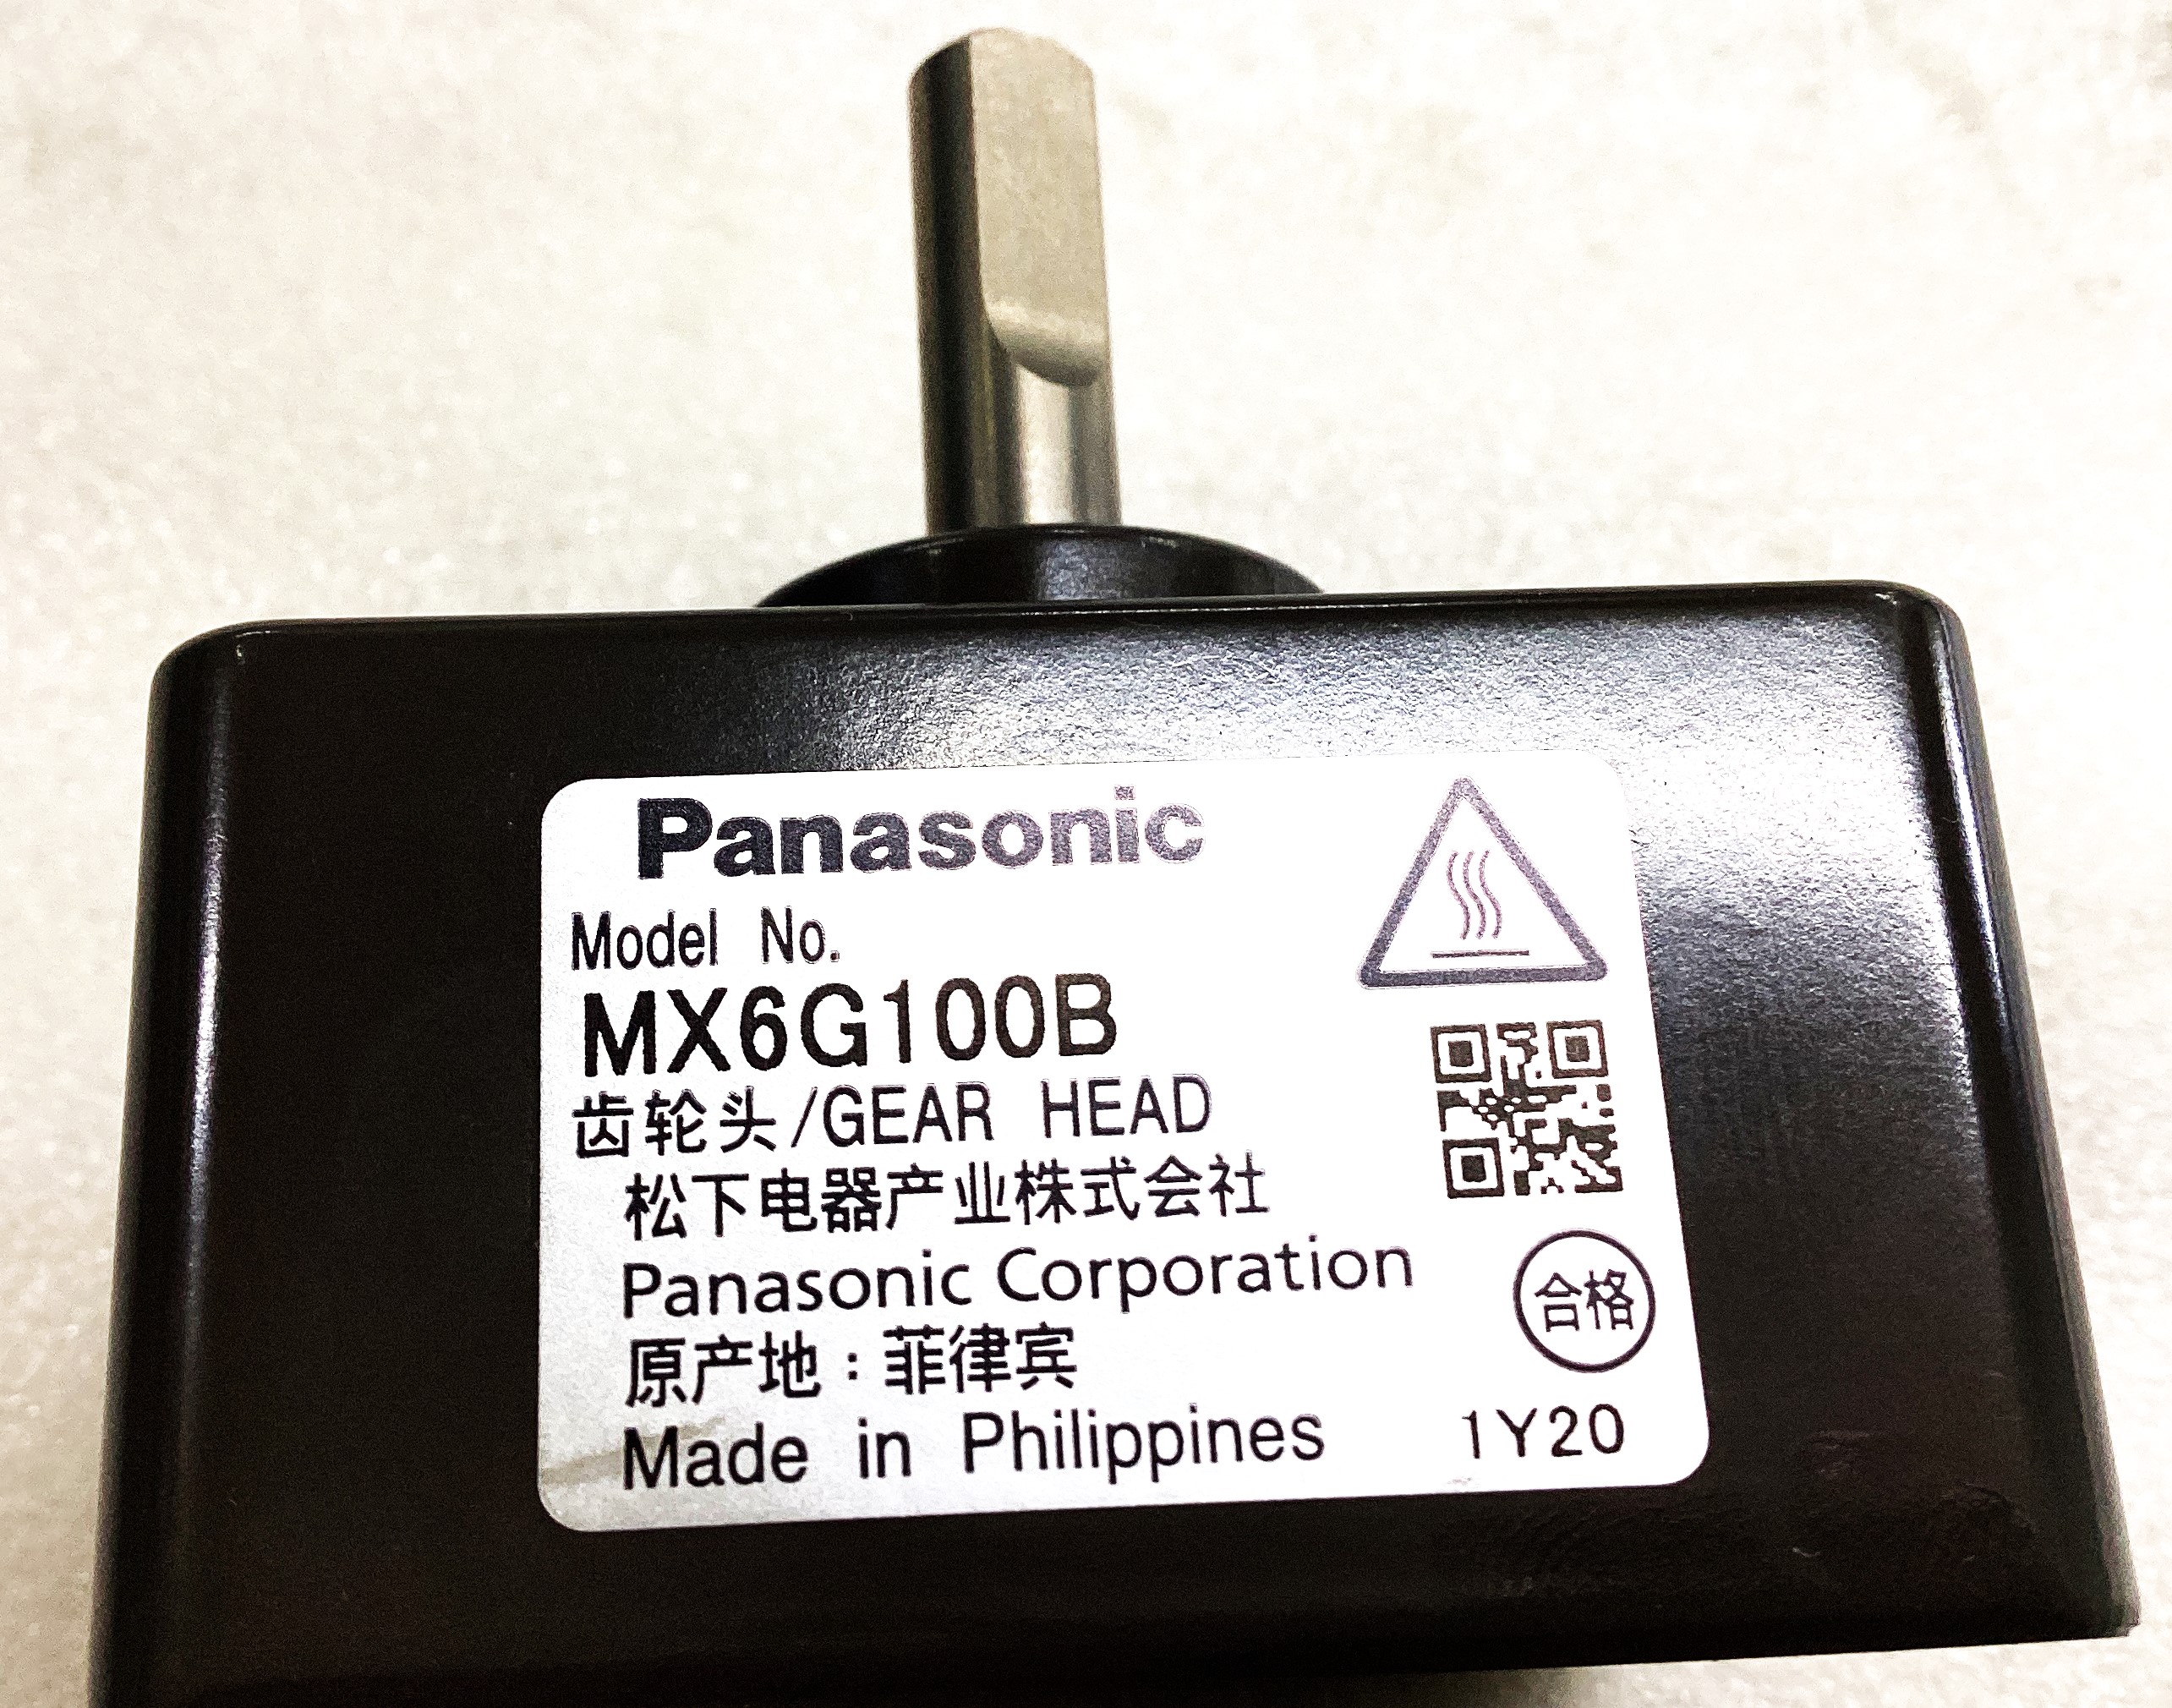 Panasonic
Model No.
MX6G100B
齿轮头/GEAR HEAD
松下电器产业株式会社
Panasonic Corporation
合格
原产地:菲律宾
Made in Philippines 1Y20